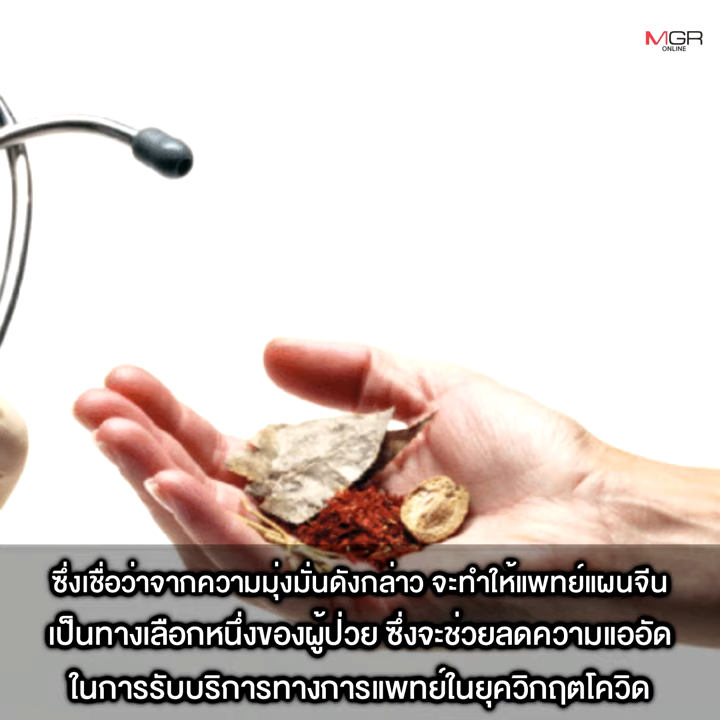 MGR
ONLINE
ซึ่งเชื่อว่าจากความมุ่งมั่นดังกล่าว จะทำให้แพทย์แผนจีน
เป็นทางเลือกหนึ่งของผู้ป่วย ซึ่งจะช่วยลดความแออัด
ในการรับบริการทางการแพทย์ในยุควิกฤตโควิด